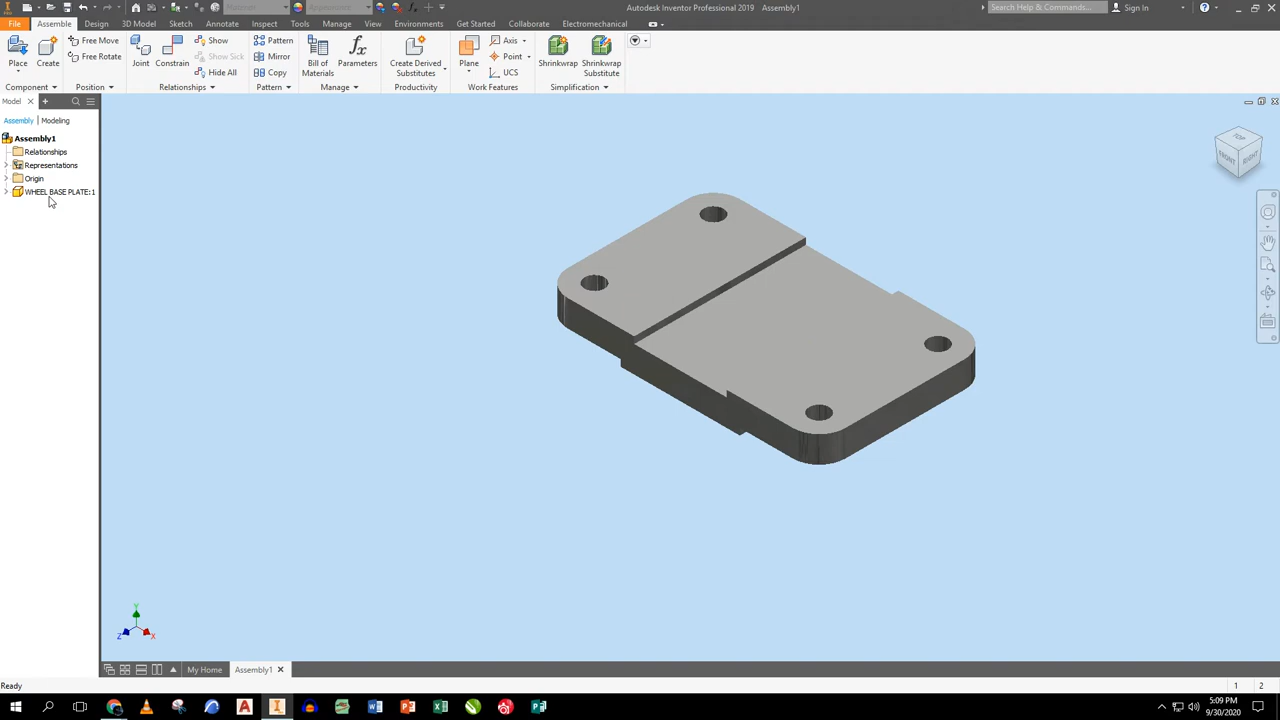 Autodesk Inventor Professional 2019 Assembly1
Search Help & Commands...
Sign In
File Assemble Design 3D Model Sketch Annotate Inspect Tools Manage View Environments Get Started Collaborate Electromechanical
Place
Create
Component
Free Move
Free Rotate
Position
Joint
Constrain
Show
Show Sick
Hide All
Relationships
Pattern
Mirror
Copy
Pattern
Bill of
Materials
Parameters
Manage
Create Derived
Substitutes
Productivity
Plane
Axis
Point
UCS
Work Features
Shrinkwrap
Shrinkwrap
Substitute
Simplification
Model
Assembly | Modeling
Assembly1
Relationships
Representations
Origin
WHEEL BASE PLATE:1
TOP
FRONT
RIGHT
Y
Z
X
My Home
Assembly1
Ready
1 2
5:09 PM
9/30/2020